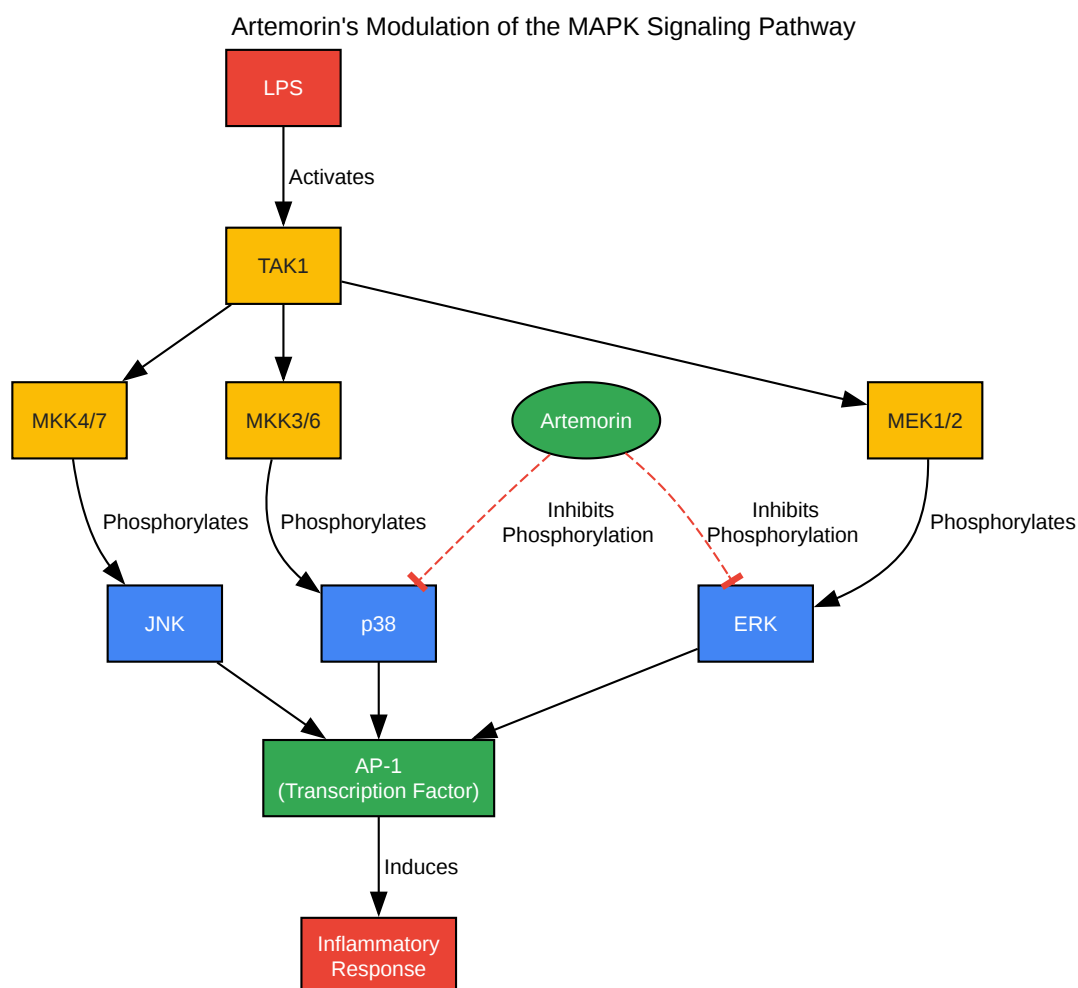 Artemorin's Modulation of the MAPK Signaling Pathway
LPS
Activates
TAK1
MKK4/7
MKK3/6
Artemorin
MEK1/2
Phosphorylates
Phosphorylates
Inhibits
Phosphorylation
Inhibits
Phosphorylation
Phosphorylates
JNK
p38
ERK
AP-1
(Transcription Factor)
Induces
Inflammatory
Response